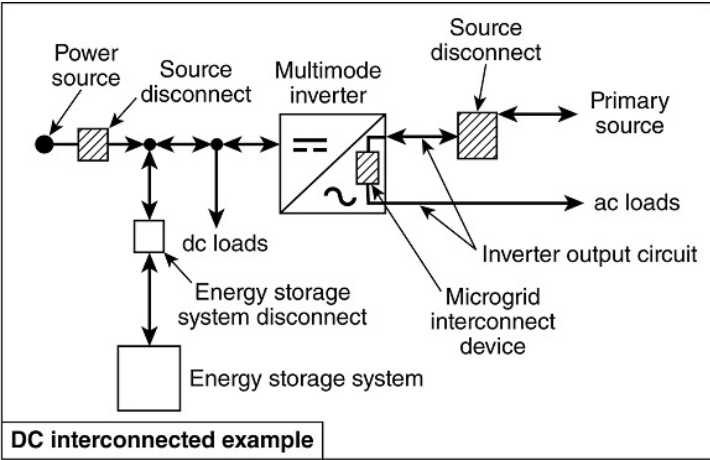 Power
source
Source
disconnect
Multimode
inverter
Source
disconnect
Primary
source
ac loads
dc loads
Inverter output circuit
Energy storage
system disconnect
Microgrid
interconnect
device
Energy storage system
DC interconnected example